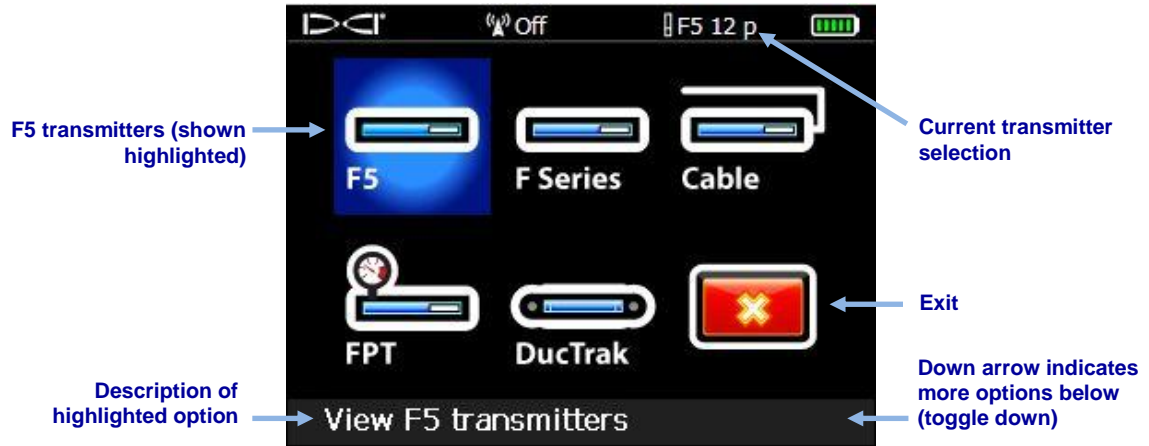 DCI
Off
F5 12 p
F5 transmitters (shown
highlighted)
Current transmitter
selection
F5
F Series
Cable
FPT
DucTrak
Exit
Description of
highlighted option
Down arrow indicates
more options below
(toggle down)
View F5 transmitters